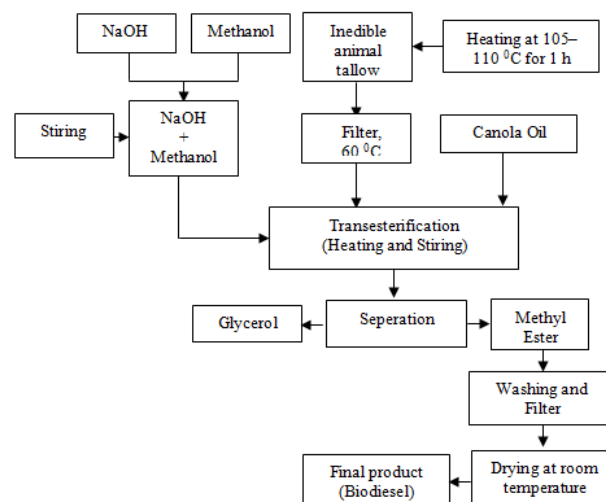 NaOH
Methanol
Inedible
animal
tallow
Heating at 105–
110 ⁰C for 1 h
Stiring
NaOH
+
Methanol
Filter,
60 ⁰C
Canola Oil
Transesterification
(Heating and Stiring)
Glycerol
Seperation
Methyl
Ester
Washing and
Filter
Final product
(Biodiesel)
Drying at room
temperature